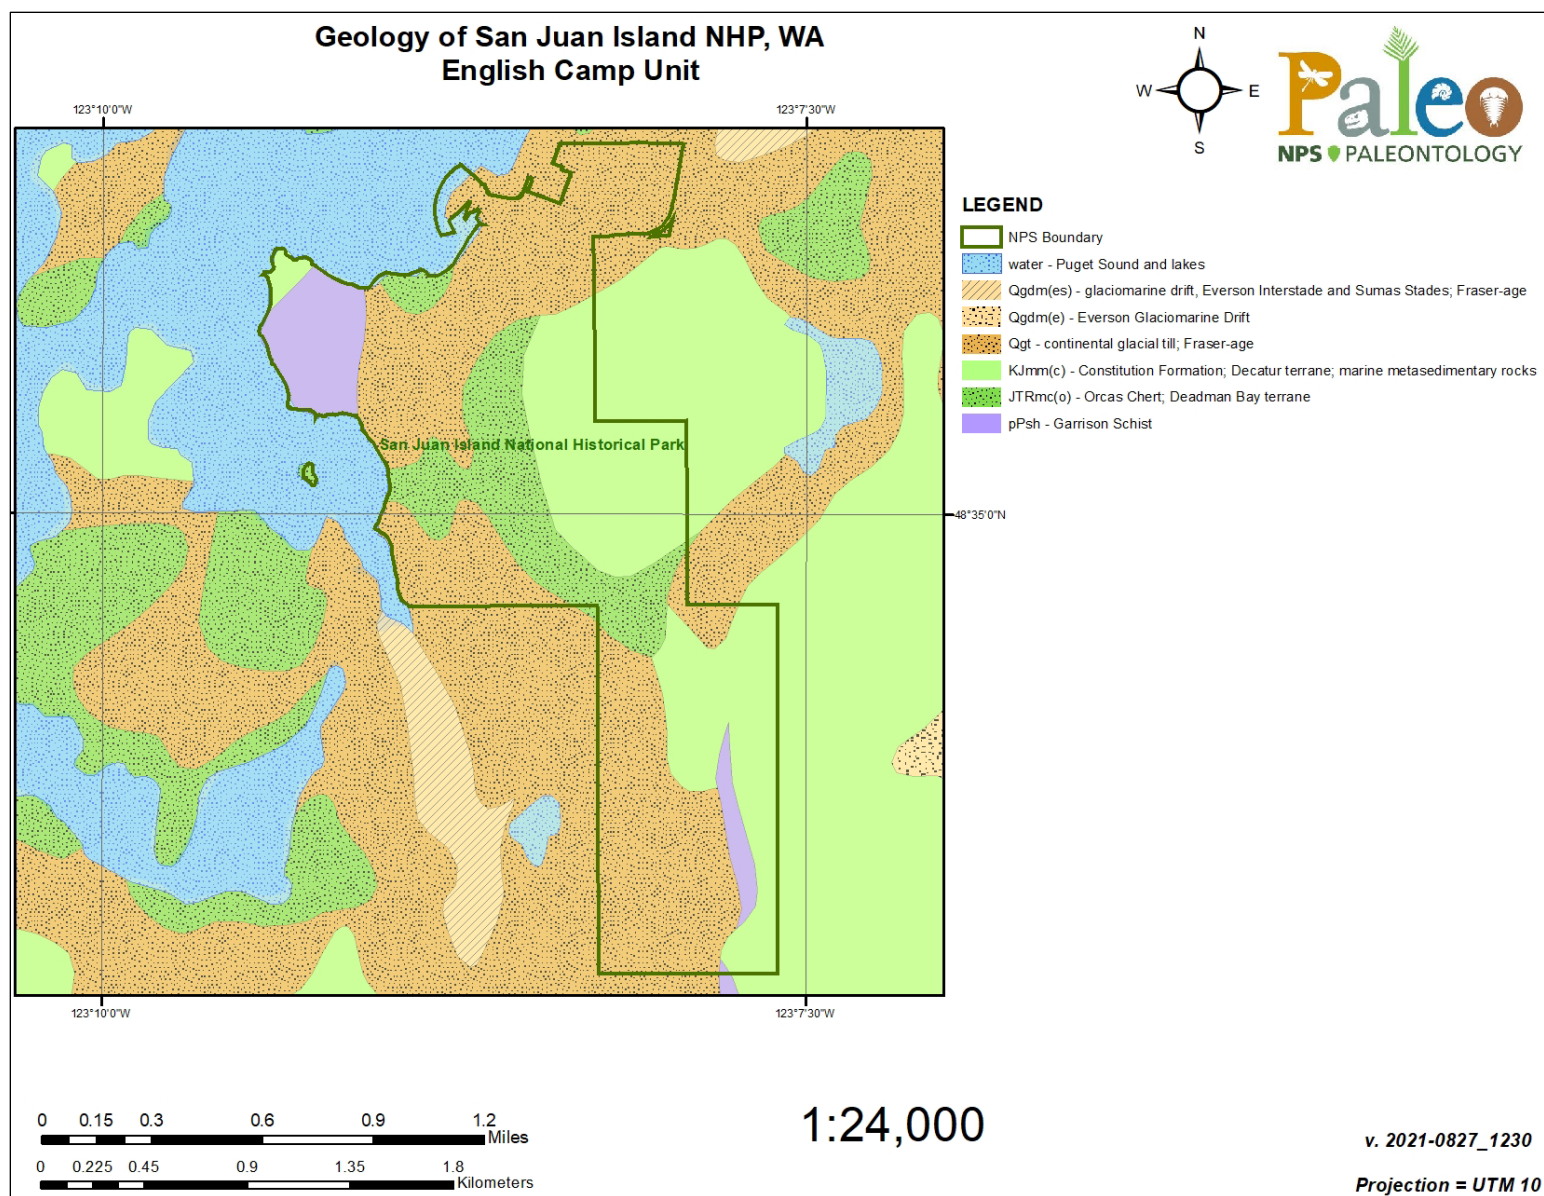 Geology of San Juan Island NHP, WA
English Camp Unit
N
W
E
S
Paleo
NPS PALEONTOLOGY
123°10'0"W
123°7'30"W
LEGEND
NPS Boundary
water - Puget Sound and lakes
Qgdm(es) - glaciomarine drift, Everson Interstade and Sumas Stades; Fraser-age
Qgdm(e) - Everson Glaciomarine Drift
Qgt - continental glacial till; Fraser-age
KJmm(c) - Constitution Formation; Decatur terrane; marine metasedimentary rocks
JTRmc(o) - Orcas Chert; Deadman Bay terrane
pPsh - Garrison Schist
San Juan Island National Historical Park
48°35'0"N
123°10'0"W
123°7'30"W
0 0.15 0.3 0.6 0.9 1.2
Miles
0 0.225 0.45 0.9 1.35 1.8
Kilometers
1:24,000
v. 2021-0827_1230
Projection = UTM 10